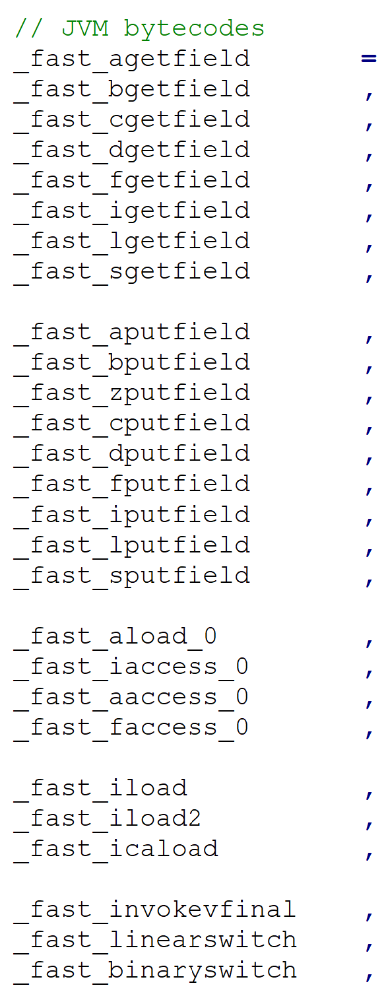 // JVM bytecodes
_fast_agetfield =
_fast_bgetfield ,
_fast_cgetfield ,
_fast_dgetfield ,
_fast_fgetfield ,
_fast_igetfield ,
_fast_lgetfield ,
_fast_sgetfield ,
_fast_aputfield ,
_fast_bputfield ,
_fast_zputfield ,
_fast_cputfield ,
_fast_dputfield ,
_fast_fputfield ,
_fast_iputfield ,
_fast_lputfield ,
_fast_sputfield ,
_fast_aload_0 ,
_fast_iaccess_0 ,
_fast_aaccess_0 ,
_fast_faccess_0 ,
_fast_iload ,
_fast_iload2 ,
_fast_icaload ,
_fast_invokevfinal ,
_fast_linearswitch ,
_fast_binaryswitch ,